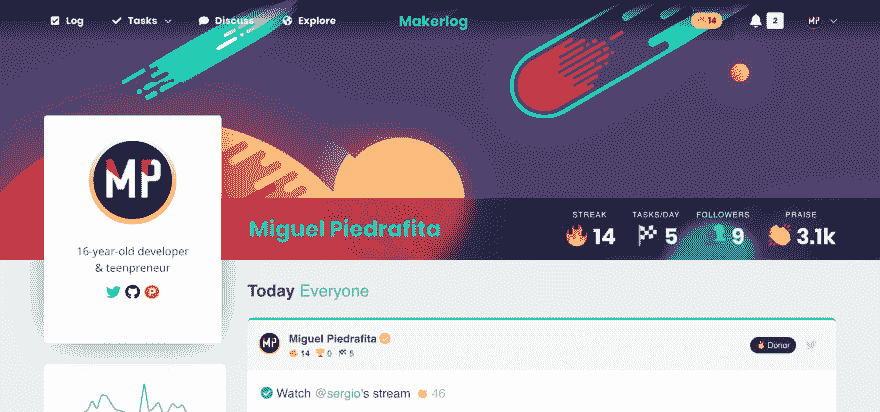 Log Tasks Discuss Explore Makerlog 14 2 MP
MP
16-year-old developer
& teenpreneur
Miguel Piedrafita
STREAK TASKS/DAY FOLLOWERS PRAISE
14 5 9 3.1k
Today Everyone
MP Miguel Piedrafita
14 0 5
Donor
Watch @sergio's stream 46